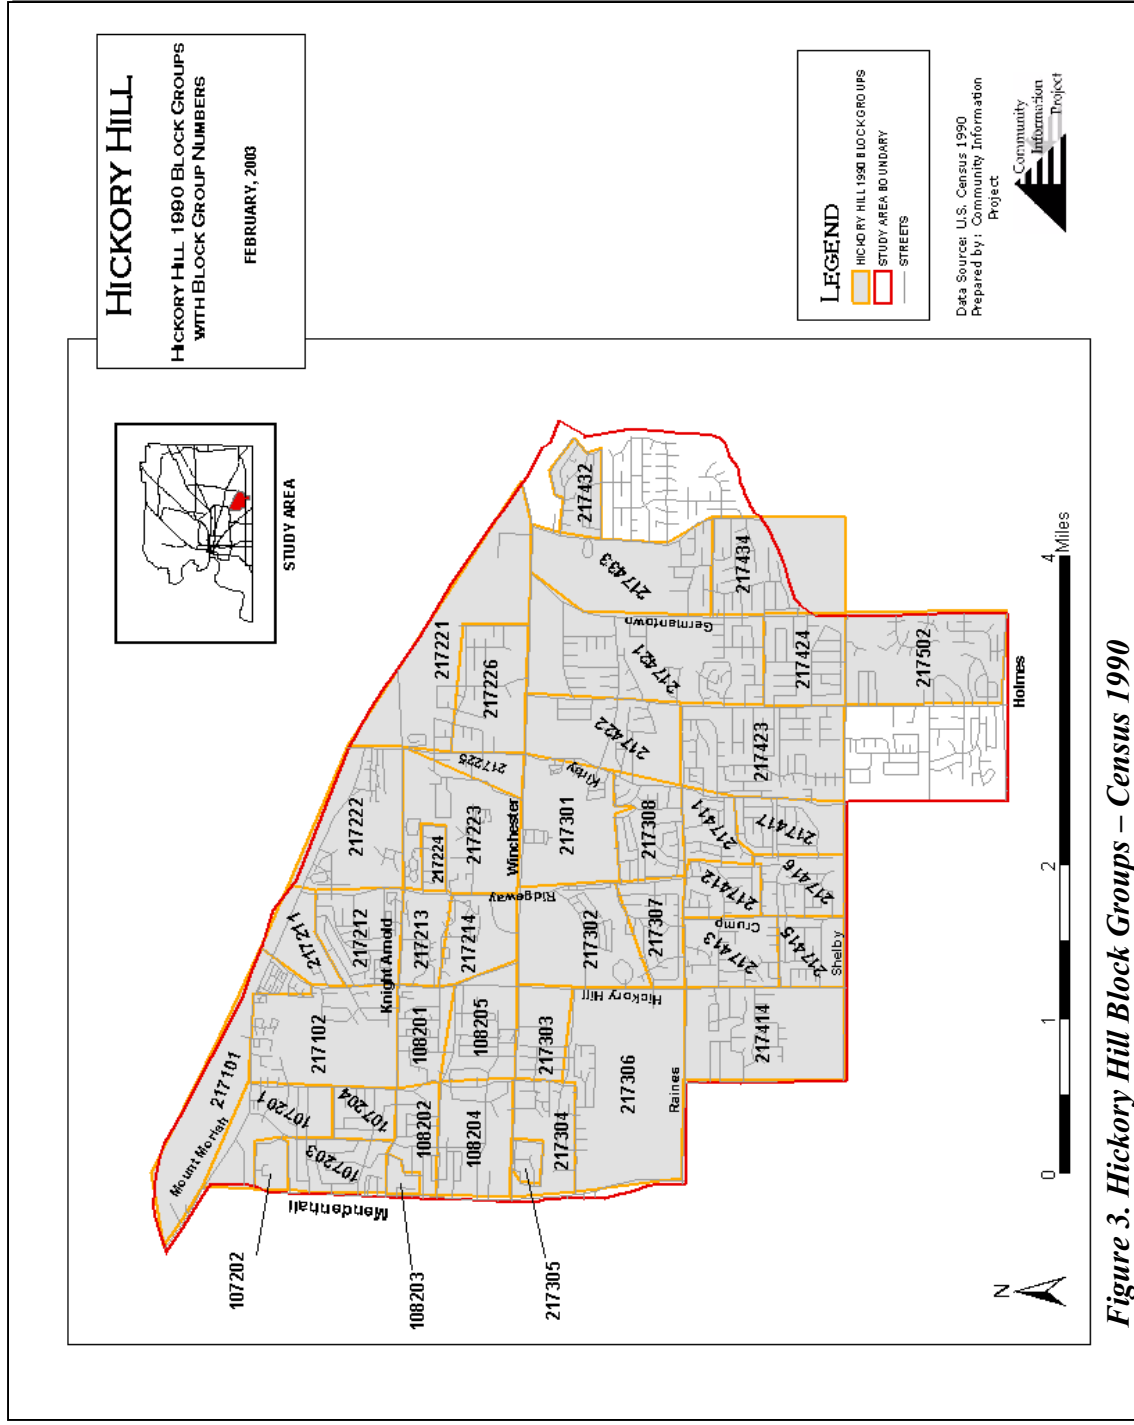 HICKORY HILL
HICKORY HILL 1990 BLOCK GROUPS
WITH BLOCK GROUP NUMBERS
FEBRUARY, 2003
STUDY AREA
LEGEND
HICKORY HILL 1990 BLOCK GROUPS
STUDY AREA BOUNDARY
STREETS
Data Source: U.S. Census 1990
Prepared by: Community Information
Project
Community
Information
Project
107202
108203
217305
Mount Moriah
217101
107201
107203
107204
Mendenhall
217102
108201
108202
108204
108205
217303
217304
217306
Raines
217211
217212
Knight Arnold
217213
217214
217222
217224
217223
217225
Winchester
Ridgeway
217221
217226
217301
Kirby
217302
217307
217308
Hickory Hill
217411
217412
217413
Crump
217414
217415
217416
217417
Shelby
217422
217421
217423
217424
Germantown
217432
217433
217434
217502
Holmes
N
0
1
2
4
Miles
Figure 3. Hickory Hill Block Groups – Census 1990